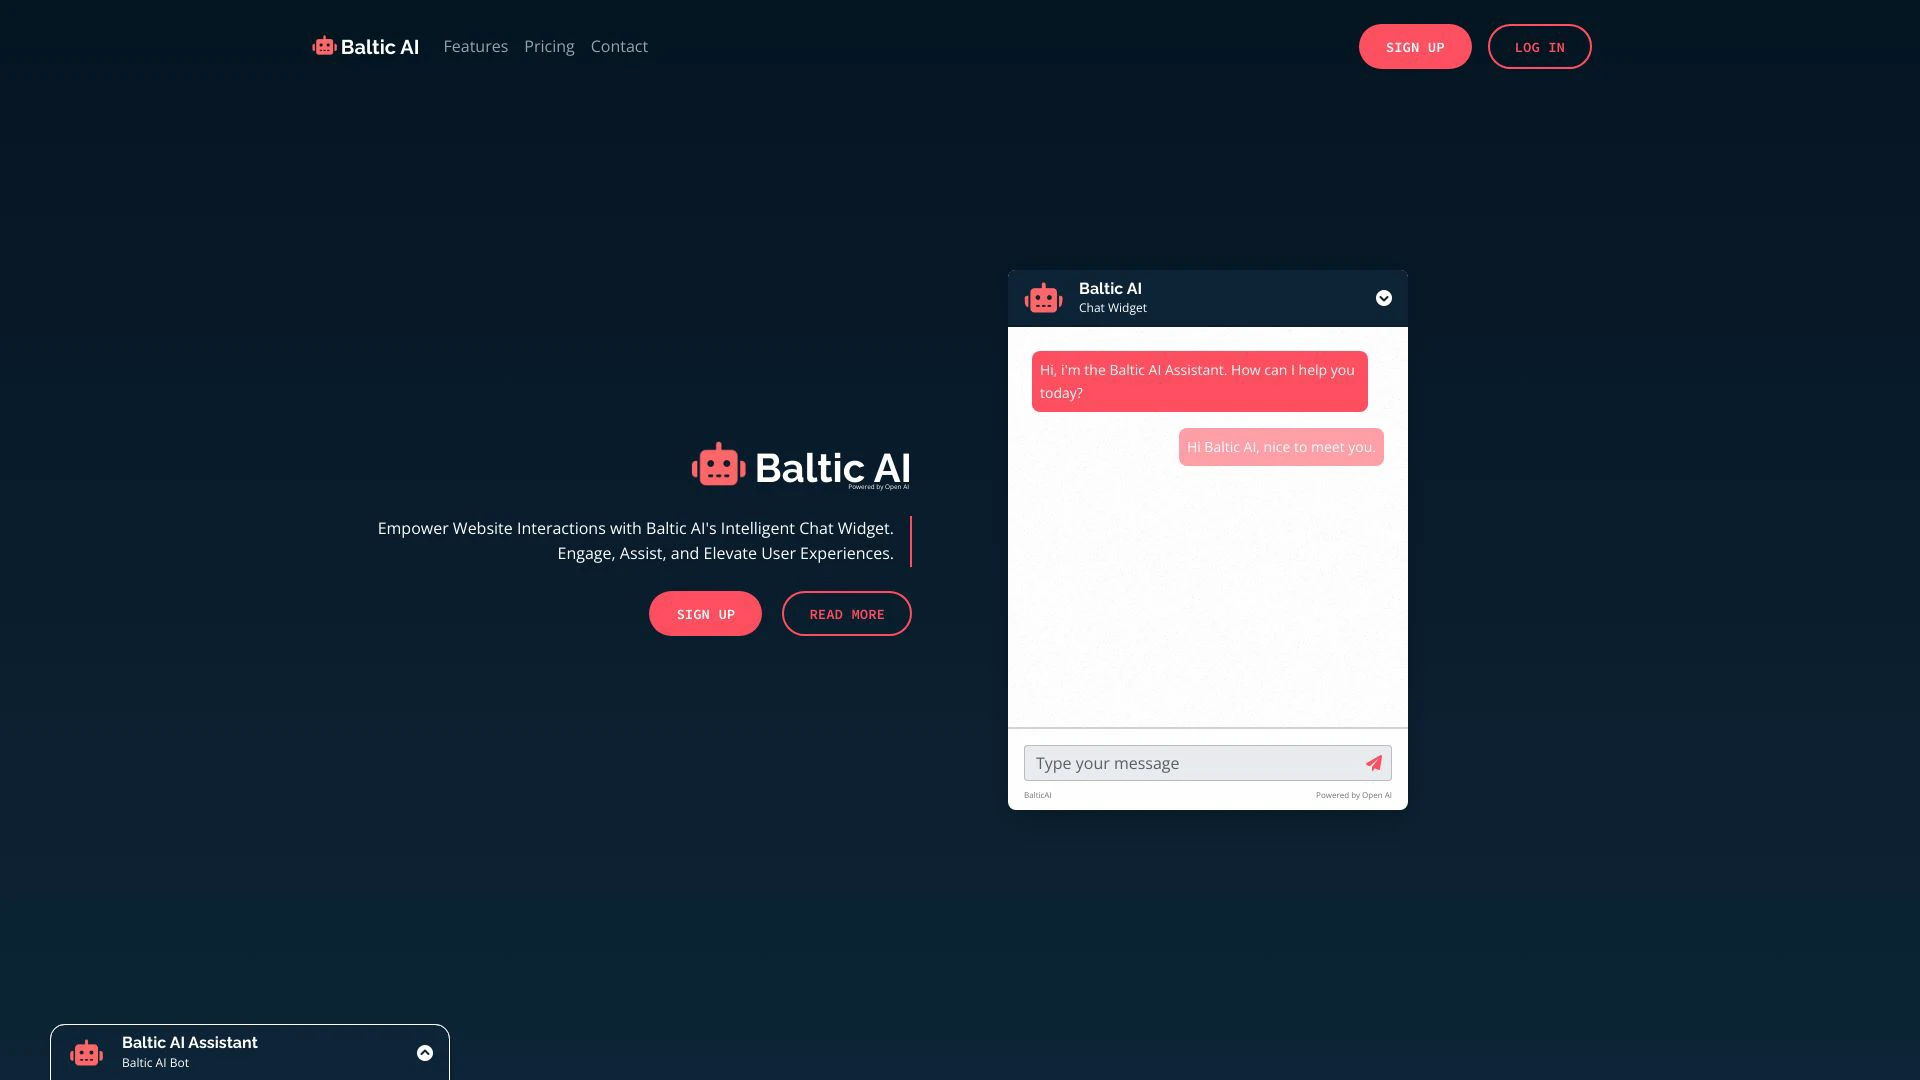 Baltic AI
Features
Pricing
Contact
SIGN UP
LOG IN
Baltic AI
Powered by Open AI
Empower Website Interactions with Baltic AI's Intelligent Chat Widget.
Engage, Assist, and Elevate User Experiences.
SIGN UP
READ MORE
Baltic AI
Chat Widget
Hi, i'm the Baltic AI Assistant. How can I help you
today?
Hi Baltic AI, nice to meet you.
Type your message
BalticAI
Powered by Open AI
Baltic AI Assistant
Baltic AI Bot